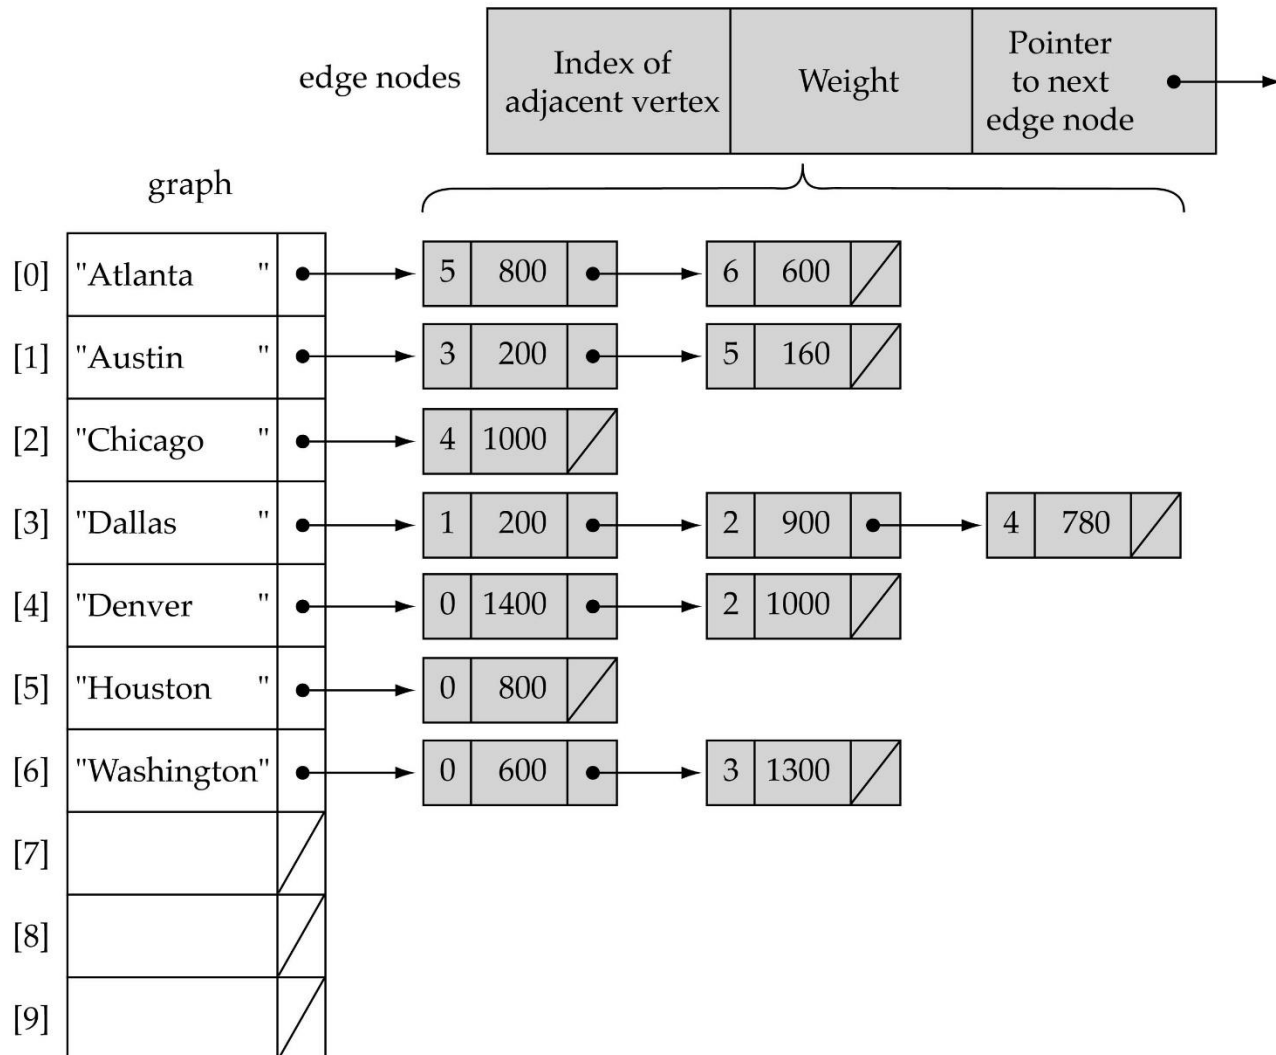 edge nodes
Index of
adjacent vertex
Weight
Pointer
to next
edge node
graph
[0] "Atlanta " 5 800 6 600
[1] "Austin " 3 200 5 160
[2] "Chicago " 4 1000
[3] "Dallas " 1 200 2 900 4 780
[4] "Denver " 0 1400 2 1000
[5] "Houston " 0 800
[6] "Washington" 0 600 3 1300
[7]
[8]
[9]